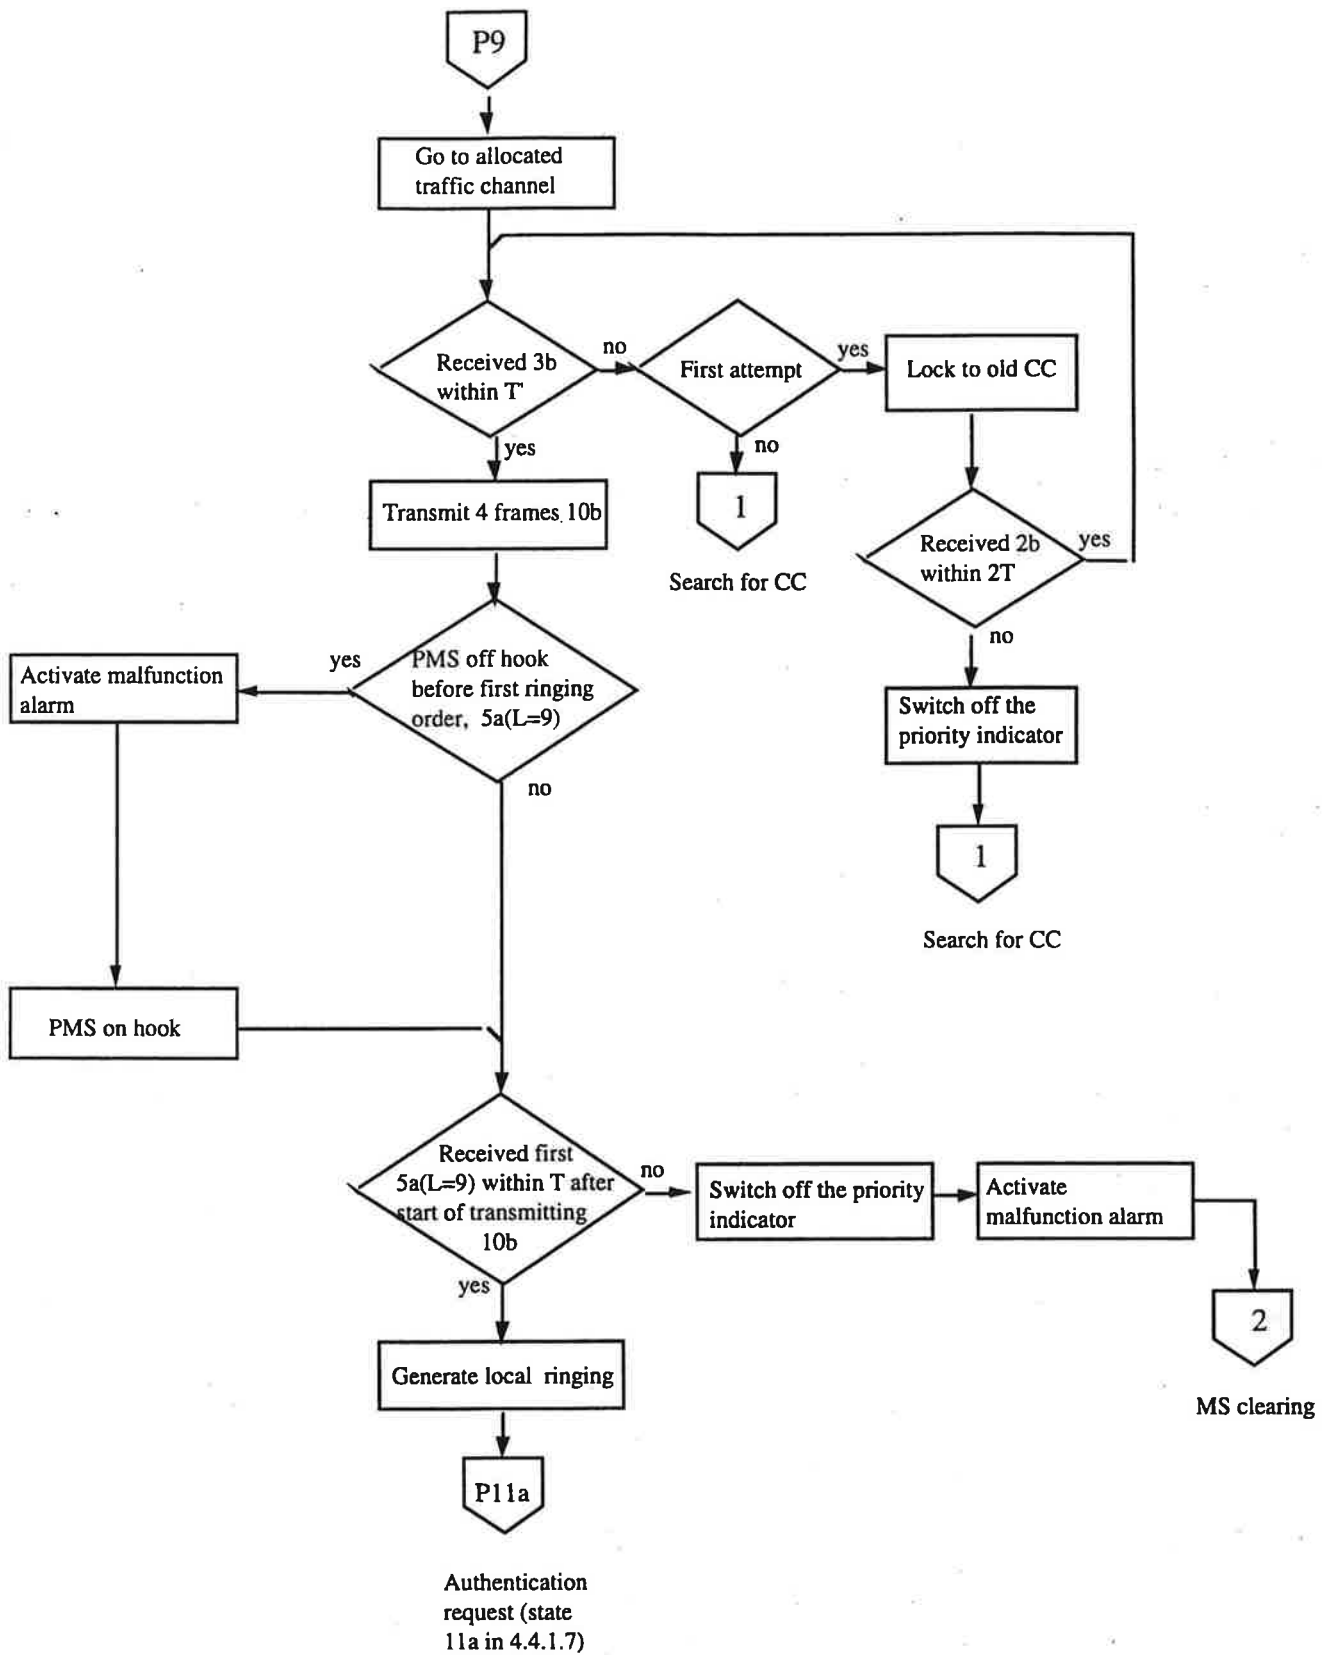 P9
Go to allocated
traffic channel
Received 3b
within T'
no
First attempt
yes
Lock to old CC
yes
no
Transmit 4 frames 10b
1
Search for CC
Received 2b
within 2T
yes
no
PMS off hook
before first ringing
order, 5a(L=9)
yes
Activate malfunction
alarm
no
Switch off the
priority indicator
1
Search for CC
PMS on hook
Received first
5a(L=9) within T after
start of transmitting
10b
no
Switch off the priority
indicator
Activate
malfunction alarm
yes
2
MS clearing
Generate local ringing
P11a
Authentication
request (state
11a in 4.4.1.7)